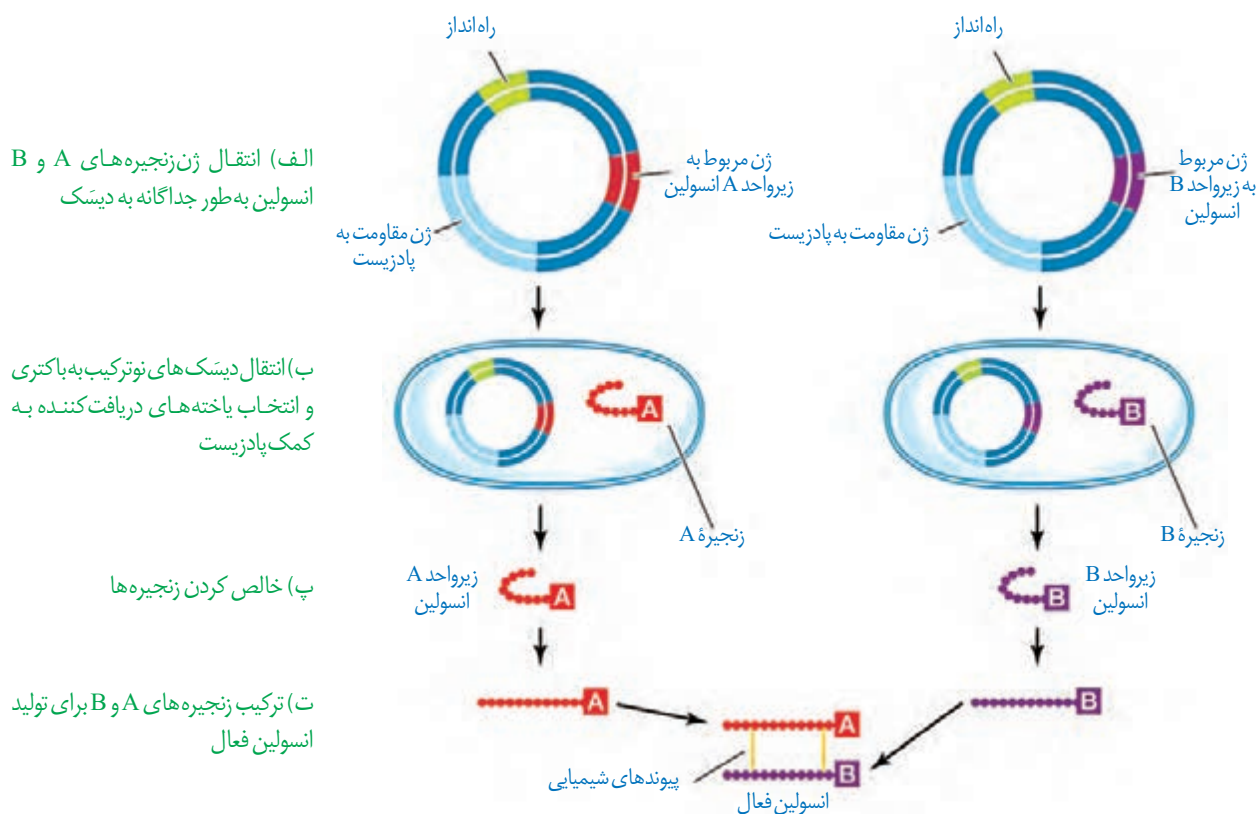 راه‌انداز
راه‌انداز
الف) انتقال ژن زنجیره‌های A و B
انسولین به‌طور جداگانه به دیسَک
ژن مربوط به
زیرواحد A انسولین
ژن مقاومت به
پادزیست
ژن مربوط
به زیرواحد B
انسولین
ژن مقاومت به پادزیست
ب) انتقال دیسَک‌های نوترکیب به باکتری
و انتخاب یاخته‌های دریافت‌کننده به
کمک پادزیست
A
زنجیرهٔ A
B
زنجیرهٔ B
پ) خالص کردن زنجیره‌ها
زیرواحد A
انسولین
A
زیرواحد B
انسولین
B
ت) ترکیب زنجیره‌های A و B برای تولید
انسولین فعال
A
B
A
B
پیوندهای شیمیایی
انسولین فعال